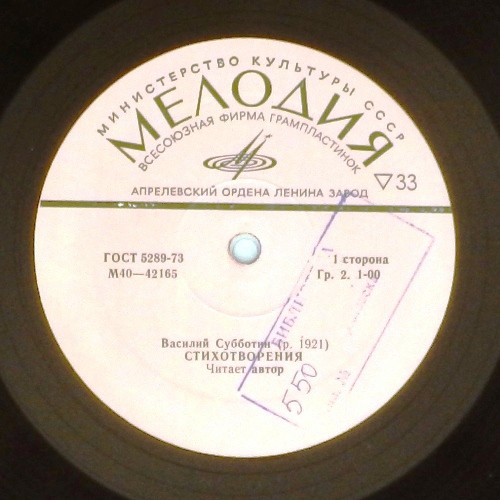 МИНИСТЕРСТВО КУЛЬТУРЫ СССР
МЕЛОДИЯ
ВСЕСОЮЗНАЯ ФИРМА ГРАМПЛАСТИНОК
АПРЕЛЕВСКИЙ ОРДЕНА ЛЕНИНА ЗАВОД
▽33
ГОСТ 5289-73
М40—42165
1 сторона
Гр. 2. 1-00
Василий Субботин (р. 1921)
СТИХОТВОРЕНИЯ
Читает автор
550